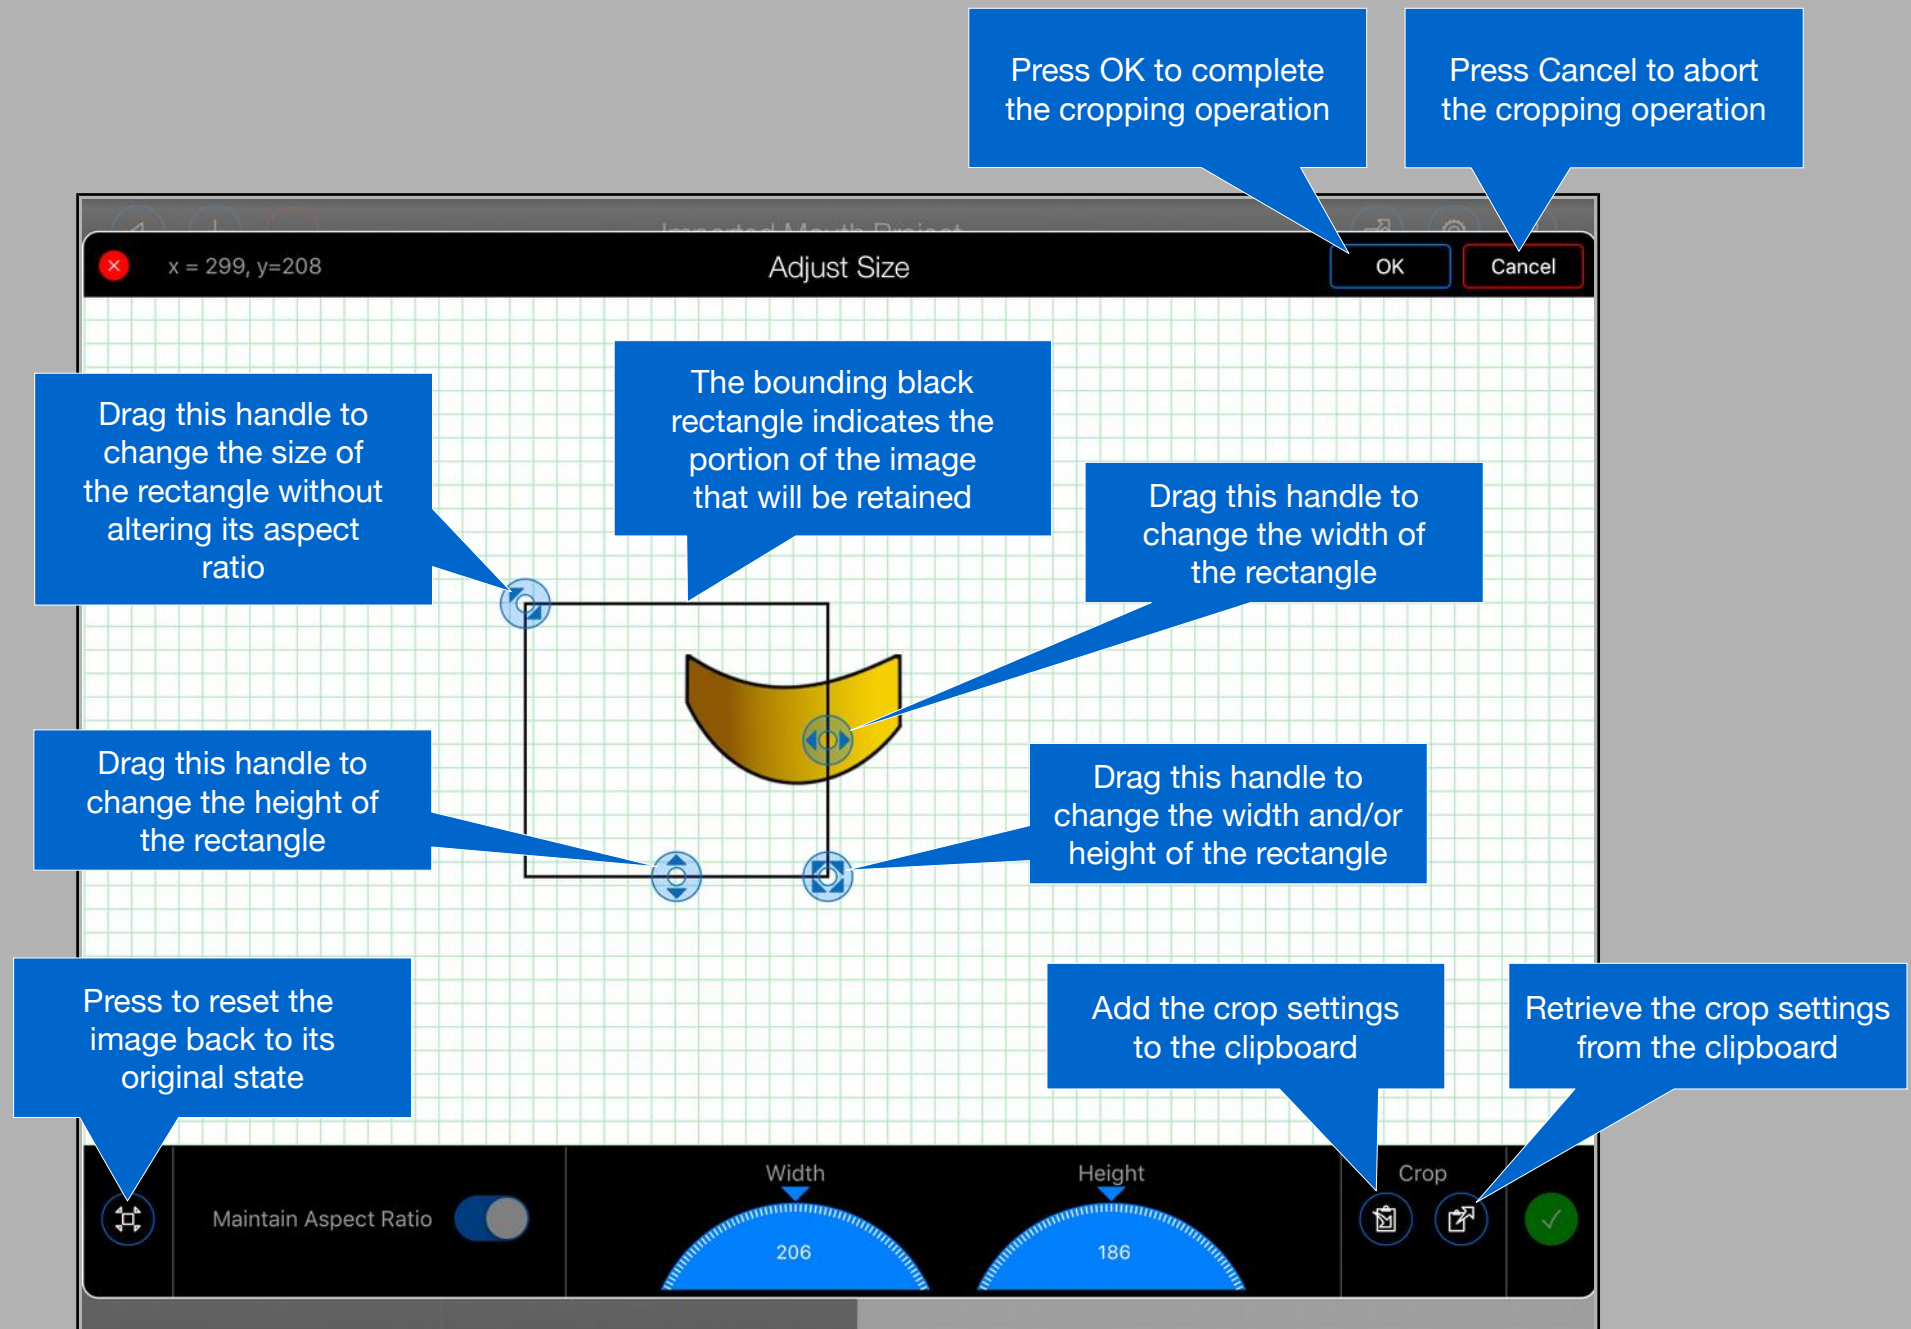 Press OK to complete
the cropping operation
Press Cancel to abort
the cropping operation
Imported Mouth Project
x = 299, y=208
Adjust Size
OK
Cancel
The bounding black
rectangle indicates the
portion of the image
that will be retained
Drag this handle to
change the size of
the rectangle without
altering its aspect
ratio
Drag this handle to
change the width of
the rectangle
Drag this handle to
change the height of
the rectangle
Drag this handle to
change the width and/or
height of the rectangle
Press to reset the
image back to its
original state
Add the crop settings
to the clipboard
Retrieve the crop settings
from the clipboard
Maintain Aspect Ratio
Width
206
Height
186
Crop